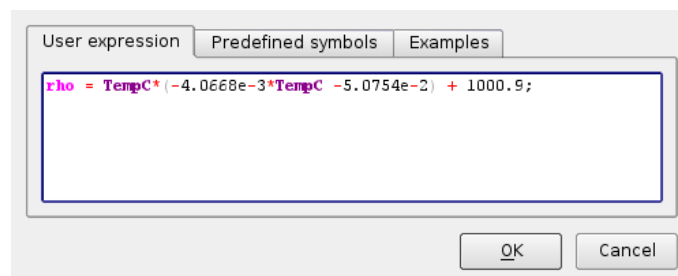 User expression Predefined symbols Examples
rho = TempC*(-4.0668e-3*TempC -5.0754e-2) + 1000.9;
OK Cancel